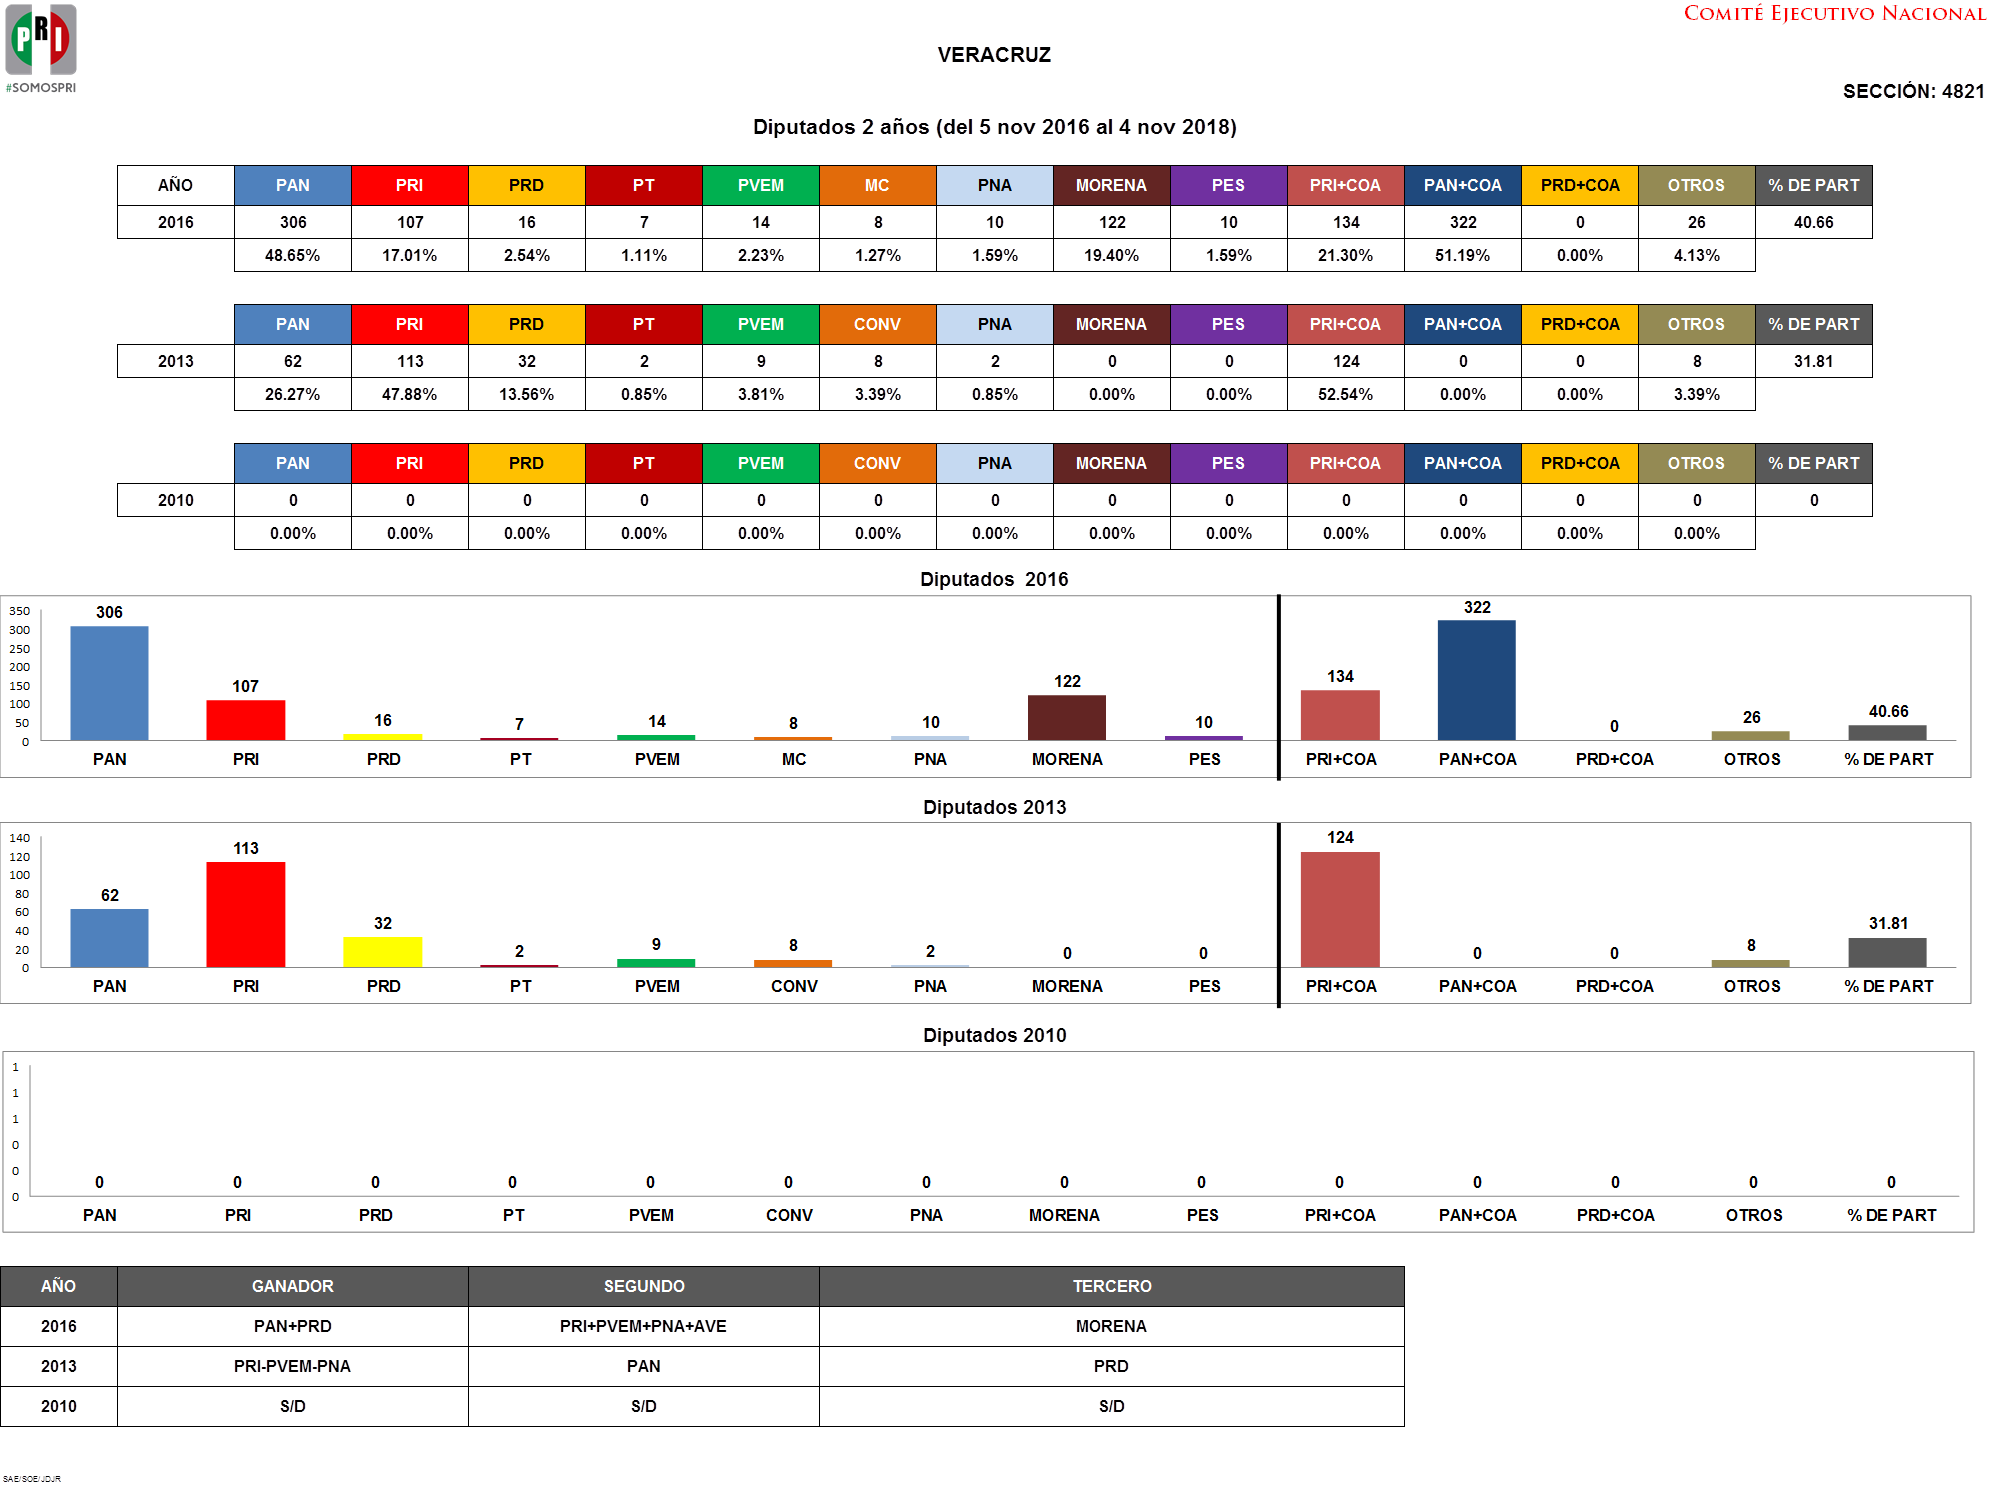 PRI
#SOMOSPRI
COMITÉ EJECUTIVO NACIONAL
VERACRUZ
SECCIÓN: 4821
Diputados 2 años (del 5 nov 2016 al 4 nov 2018)
AÑO PAN PRI PRD PT PVEM MC PNA MORENA PES PRI+COA PAN+COA PRD+COA OTROS % DE PART
2016 306 107 16 7 14 8 10 122 10 134 322 0 26 40.66
48.65% 17.01% 2.54% 1.11% 2.23% 1.27% 1.59% 19.40% 1.59% 21.30% 51.19% 0.00% 4.13%
PAN PRI PRD PT PVEM CONV PNA MORENA PES PRI+COA PAN+COA PRD+COA OTROS % DE PART
2013 62 113 32 2 9 8 2 0 0 124 0 0 8 31.81
26.27% 47.88% 13.56% 0.85% 3.81% 3.39% 0.85% 0.00% 0.00% 52.54% 0.00% 0.00% 3.39%
PAN PRI PRD PT PVEM CONV PNA MORENA PES PRI+COA PAN+COA PRD+COA OTROS % DE PART
2010 0 0 0 0 0 0 0 0 0 0 0 0 0 0
0.00% 0.00% 0.00% 0.00% 0.00% 0.00% 0.00% 0.00% 0.00% 0.00% 0.00% 0.00% 0.00%
Diputados 2016
350
300
250
200
150
100
50
0
306 107 16 7 14 8 10 122 10 134 322 0 26 40.66
PAN PRI PRD PT PVEM MC PNA MORENA PES PRI+COA PAN+COA PRD+COA OTROS % DE PART
Diputados 2013
140
120
100
80
60
40
20
0
62 113 32 2 9 8 2 0 0 124 0 0 8 31.81
PAN PRI PRD PT PVEM CONV PNA MORENA PES PRI+COA PAN+COA PRD+COA OTROS % DE PART
Diputados 2010
1
1
1
0
0
0
0 0 0 0 0 0 0 0 0 0 0 0 0 0
PAN PRI PRD PT PVEM CONV PNA MORENA PES PRI+COA PAN+COA PRD+COA OTROS % DE PART
AÑO GANADOR SEGUNDO TERCERO
2016 PAN+PRD PRI+PVEM+PNA+AVE MORENA
2013 PRI-PVEM-PNA PAN PRD
2010 S/D S/D S/D
SAE/SOE/JDJR